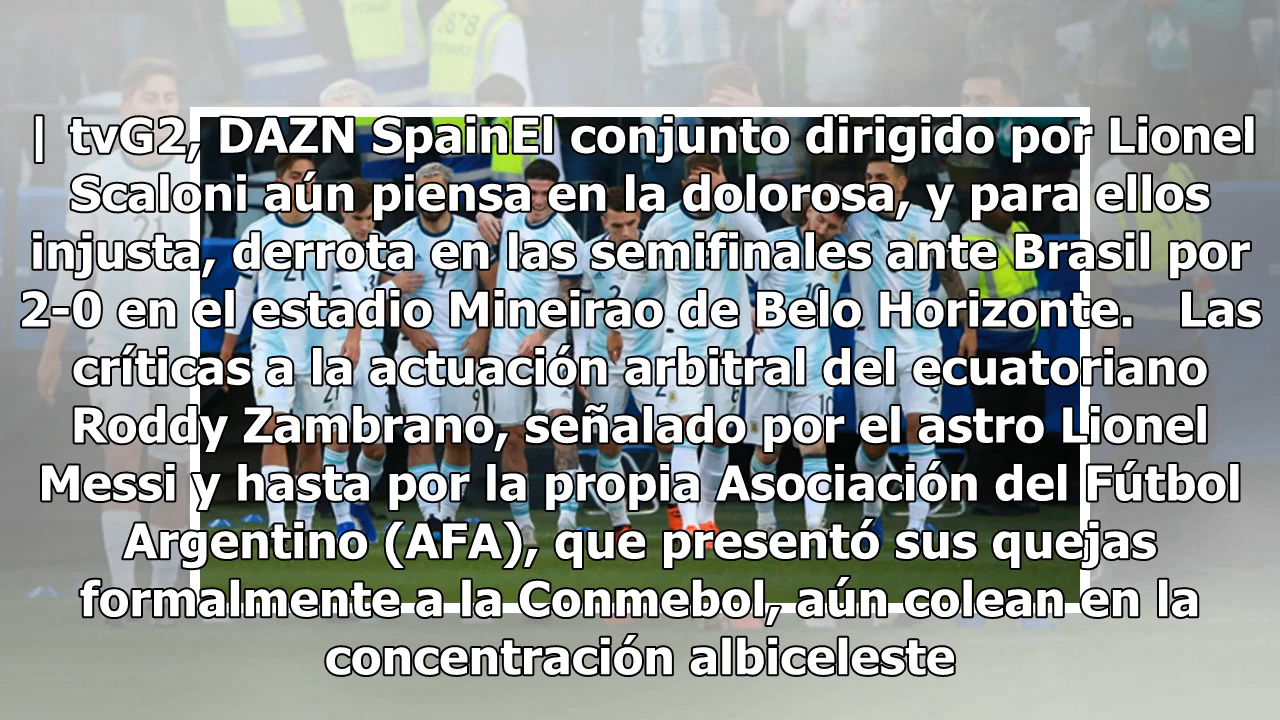 | tvG2, DAZN SpainEl conjunto dirigido por Lionel
Scaloni aún piensa en la dolorosa, y para ellos
injusta, derrota en las semifinales ante Brasil por
2-0 en el estadio Mineirao de Belo Horizonte.   Las
críticas a la actuación arbitral del ecuatoriano
Roddy Zambrano, señalado por el astro Lionel
Messi y hasta por la propia Asociación del Fútbol
Argentino (AFA), que presentó sus quejas
formalmente a la Conmebol, aún colean en la
concentración albiceleste